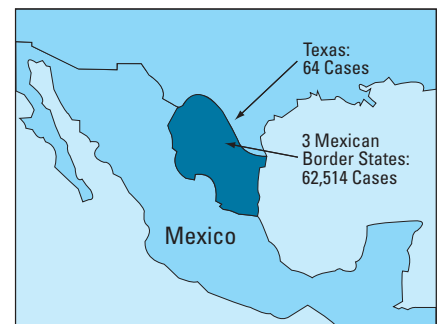 Texas:
64 Cases
3 Mexican
Border States:
62,514 Cases
Mexico